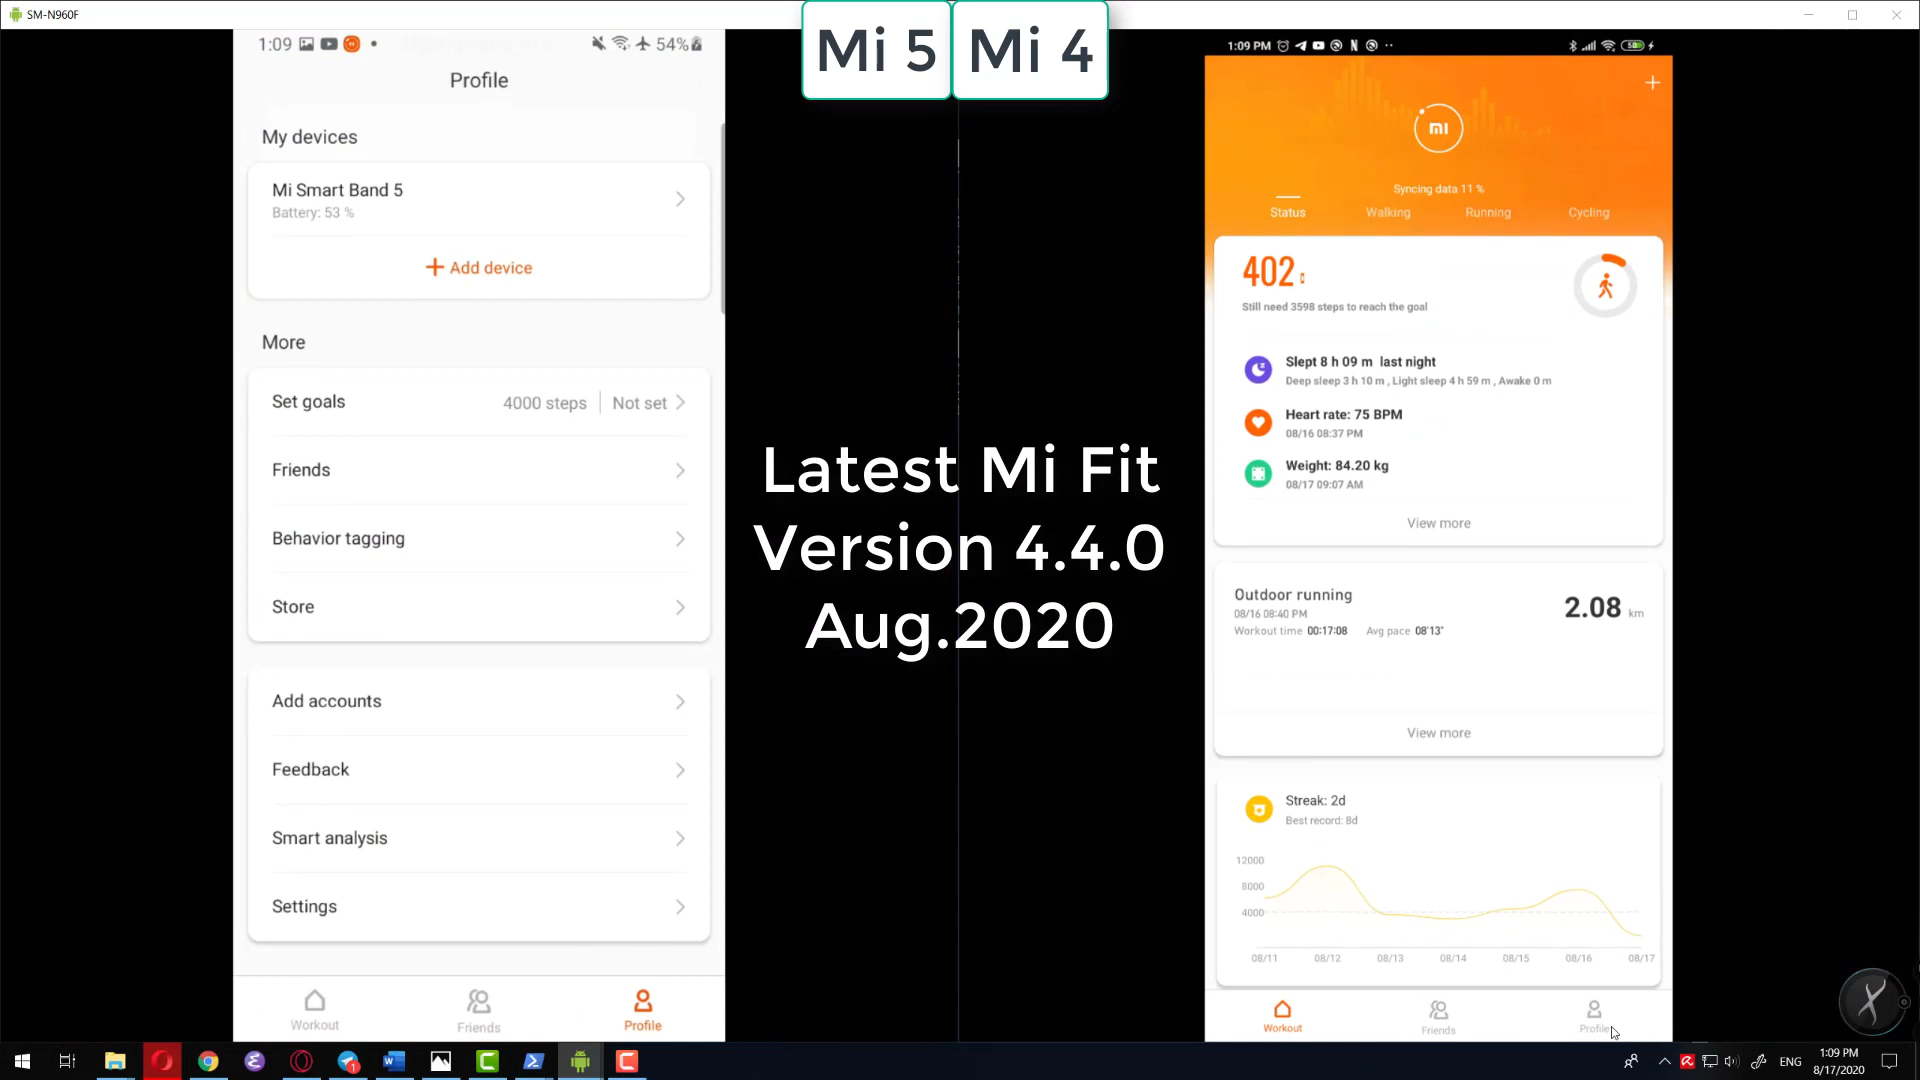 SM-N960F
Mi 5
Mi 4
1:09
54%
Profile
My devices
Mi Smart Band 5
Battery: 53 %
+ Add device
More
Set goals
4000 steps
Not set
Friends
Behavior tagging
Store
Add accounts
Feedback
Smart analysis
Settings
Workout
Friends
Profile
Latest Mi Fit
Version 4.4.0
Aug.2020
1:09 PM
50
mi
Syncing data 11 %
Status
Walking
Running
Cycling
402
Still need 3598 steps to reach the goal
Slept 8 h 09 m last night
Deep sleep 3 h 10 m , Light sleep 4 h 59 m , Awake 0 m
Heart rate: 75 BPM
08/16 08:37 PM
Weight: 84.20 kg
08/17 09:07 AM
View more
Outdoor running
08/16 08:40 PM
Workout time 00:17:08 Avg pace 08'13"
2.08 km
View more
Streak: 2d
Best record: 8d
12000
8000
4000
08/11 08/12 08/13 08/14 08/15 08/16 08/17
Workout
Friends
Profile
ENG
1:09 PM
8/17/2020